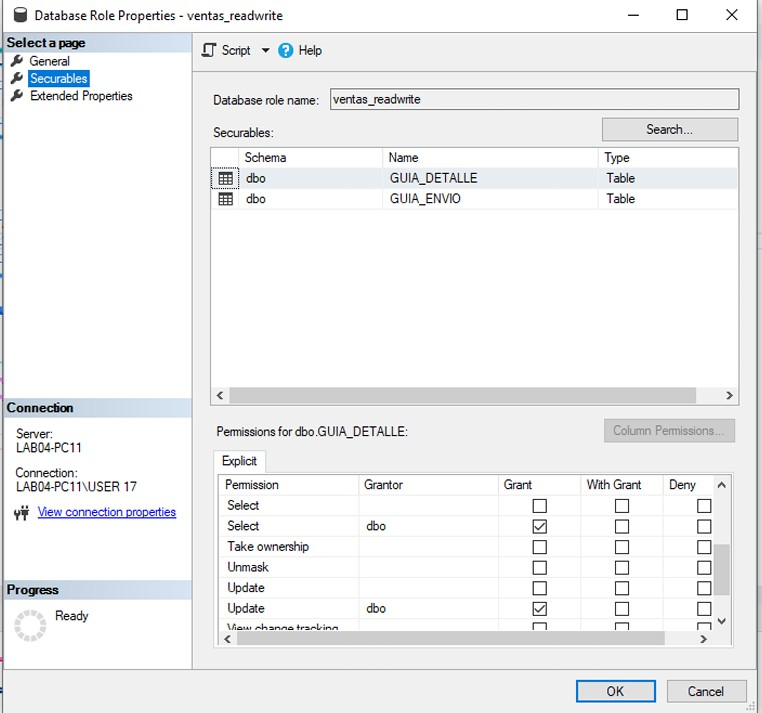 Database Role Properties - ventas_readwrite
Select a page
General
Securables
Extended Properties
Script
Help
Database role name: ventas_readwrite
Securables:
Search...
Schema Name Type
dbo GUIA_DETALLE Table
dbo GUIA_ENVIO Table
Connection
Server:
LAB04-PC11
Connection:
LAB04-PC11\USER 17
View connection properties
Progress
Ready
Permissions for dbo.GUIA_DETALLE:
Column Permissions...
Explicit
Permission Grantor Grant With Grant Deny
Select
Select dbo
Take ownership
Unmask
Update
Update dbo
View change tracking
OK
Cancel